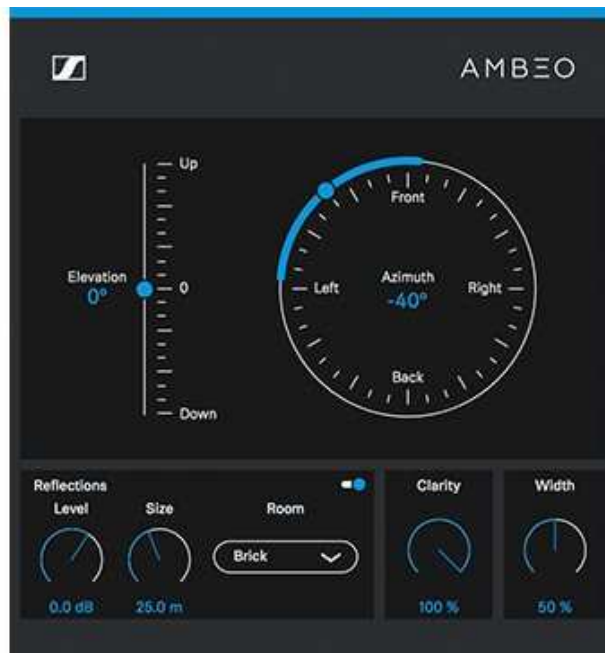 AMBEO
Up
Front
Elevation
0°
0
Left
Azimuth
-40°
Right
Back
Down
Reflections
Level
Size
Room
Clarity
Width
Brick
0.0 dB
25.0 m
100 %
50 %